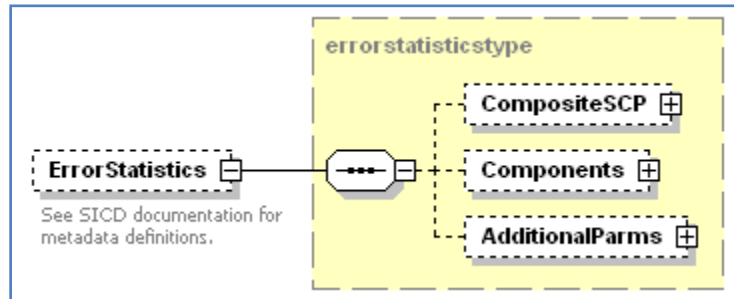 errorstatisticstype
CompositeSCP
ErrorStatistics
Components
See SICD documentation for
metadata definitions.
AdditionalParms